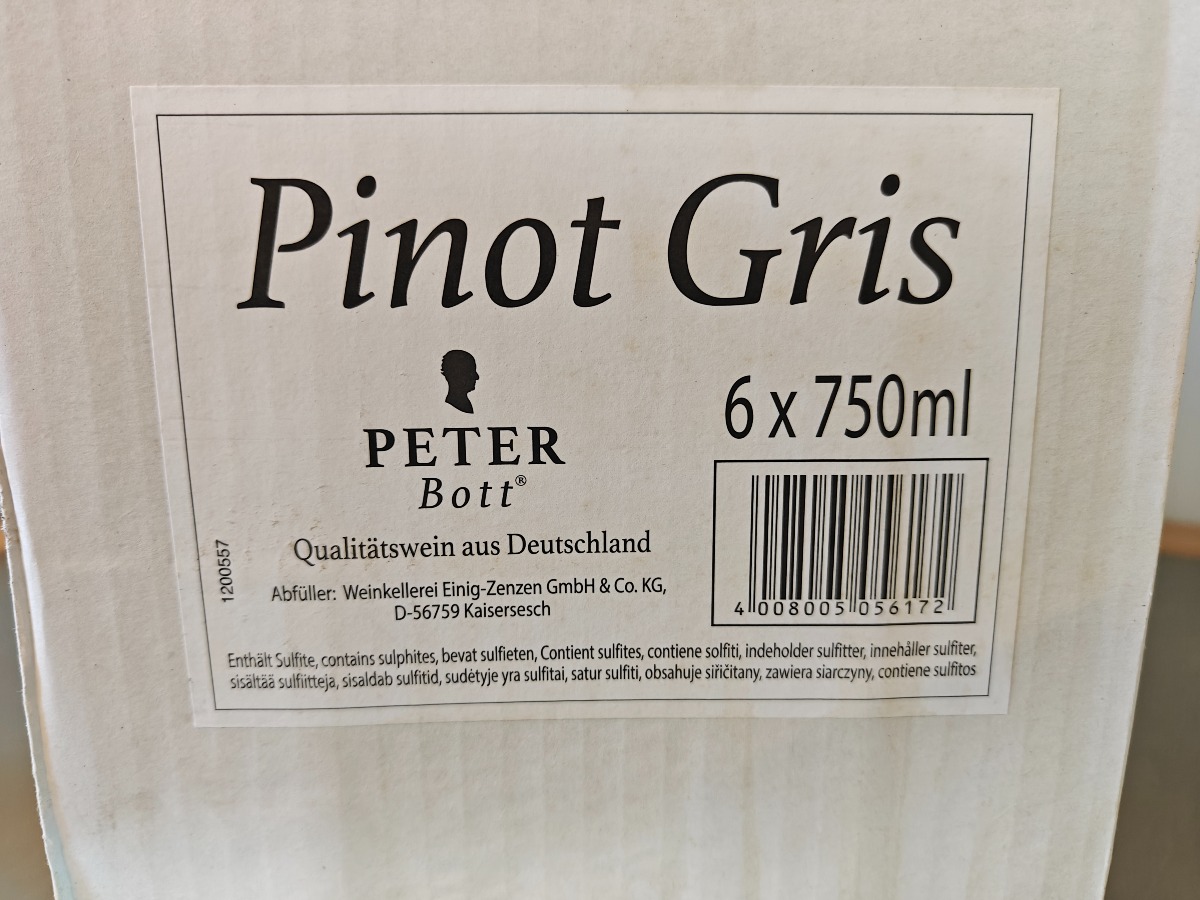 Pinot Gris
PETER
Bott®
6 x 750ml
Qualitätswein aus Deutschland
1200557
Abfüller: Weinkellerei Einig-Zenzen GmbH & Co. KG,
D-56759 Kaisersesch
4 008005 056172
Enthält Sulfite, contains sulphites, bevat sulfieten, Contient sulfites, contiene solfiti, indeholder sulfitter, innehåller sulfiter,
sisältää sulfiitteja, sisaldab sulfitid, sudėtyje yra sulfitai, satur sulfiti, obsahuje siřičitany, zawiera siarczyny, contiene sulfitos